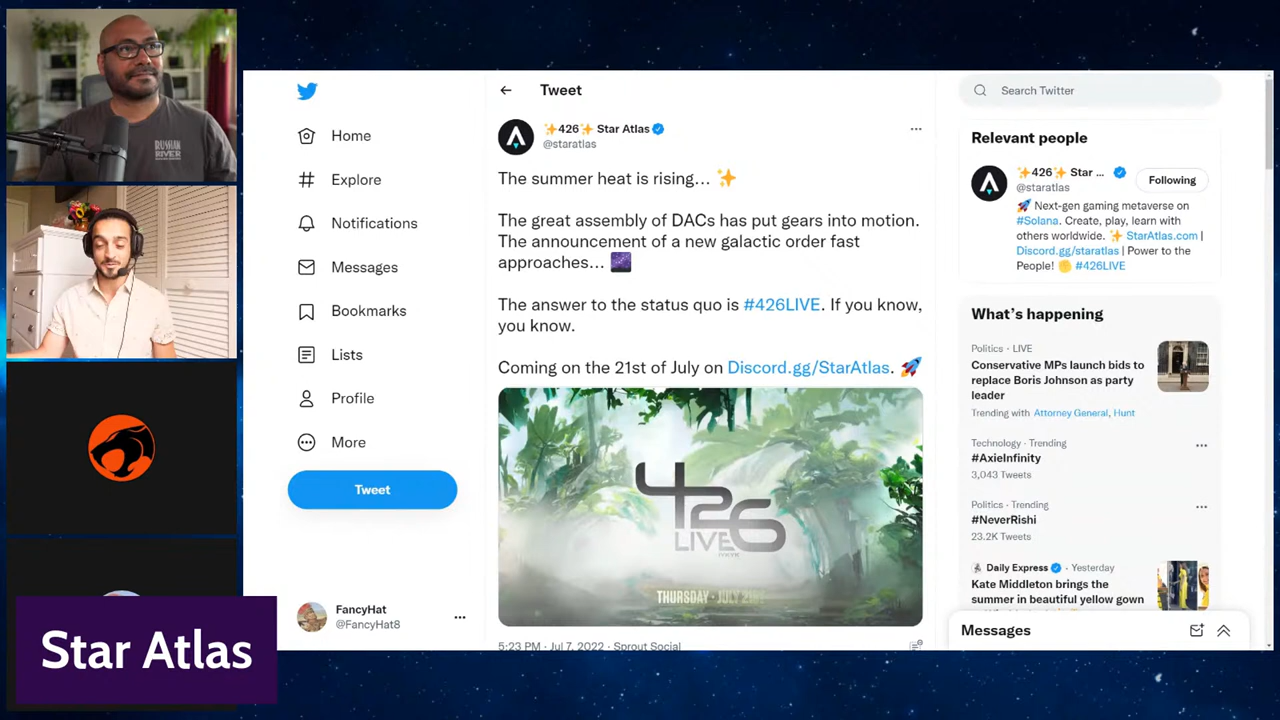 RUSSIAN
RIVER
Star Atlas
Home
Explore
Notifications
Messages
Bookmarks
Lists
Profile
More
Tweet
FancyHat
@FancyHat8
Tweet
✨426✨ Star Atlas
@staratlas
The summer heat is rising… ✨
The great assembly of DACs has put gers into motion.
The announcement of a new galactic order fast
approaches… 🌌
The answer to the status quo is #426LIVE. If you know,
you know.
Coming on the 21st of July on Discord.gg/StarAtlas. 🚀
426
LIVE
THURSDAY - JULY 21
5:23 PM · Jul 7, 2022 · Sprout Social
Search Twitter
Relevant people
✨426✨ Star ...
@staratlas
Following
🚀 Next-gen gaming metaverse on
#Solana. Create, play, learn with
others worldwide. ✨ StarAtlas.com |
Discord.gg/staratlas | Power to the
People! ✊ #426LIVE
What's happening
Politics · LIVE
Conservative MPs launch bids to
replace Boris Johnson as party
leader
Trending with Attorney General, Hunt
Technology · Trending
#AxieInfinity
3,043 Tweets
Politics · Trending
#NeverRishi
23.2K Tweets
Daily Express · Yesterday
Kate Middleton brings the
summer in beautiful yellow gown
Messages